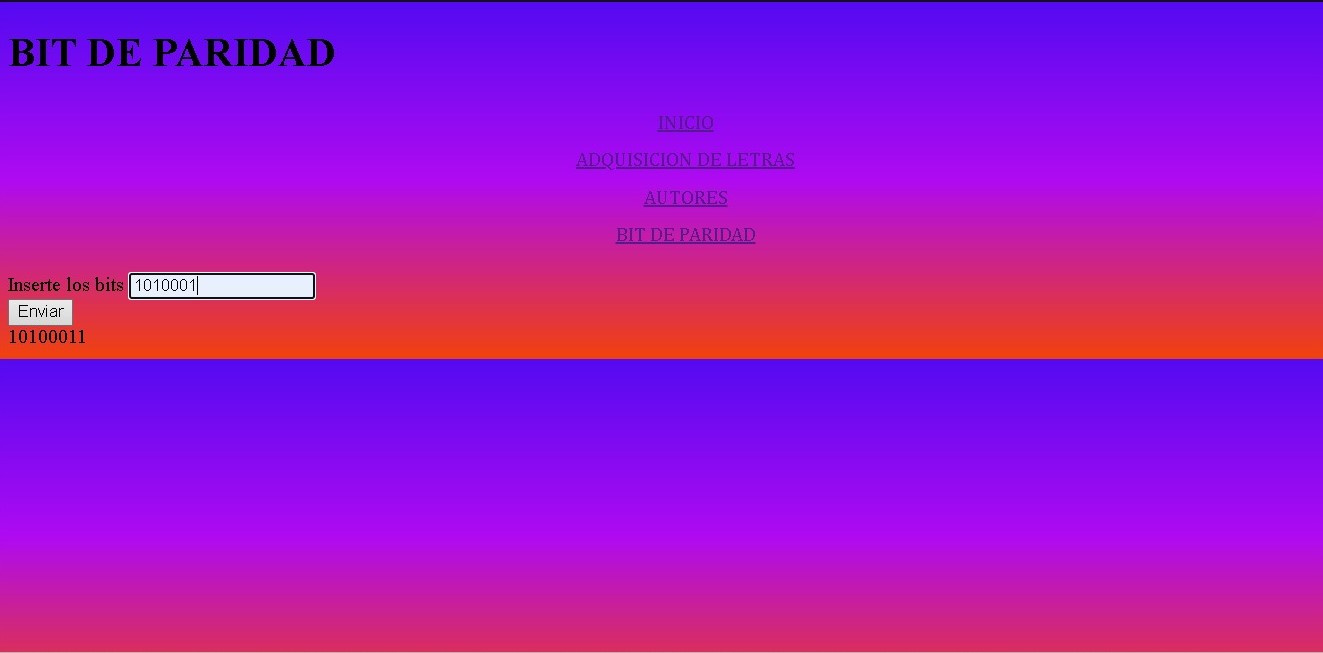 BIT DE PARIDAD
INICIO
ADQUISICION DE LETRAS
AUTORES
BIT DE PARIDAD
Inserte los bits 1010001
Enviar
10100011